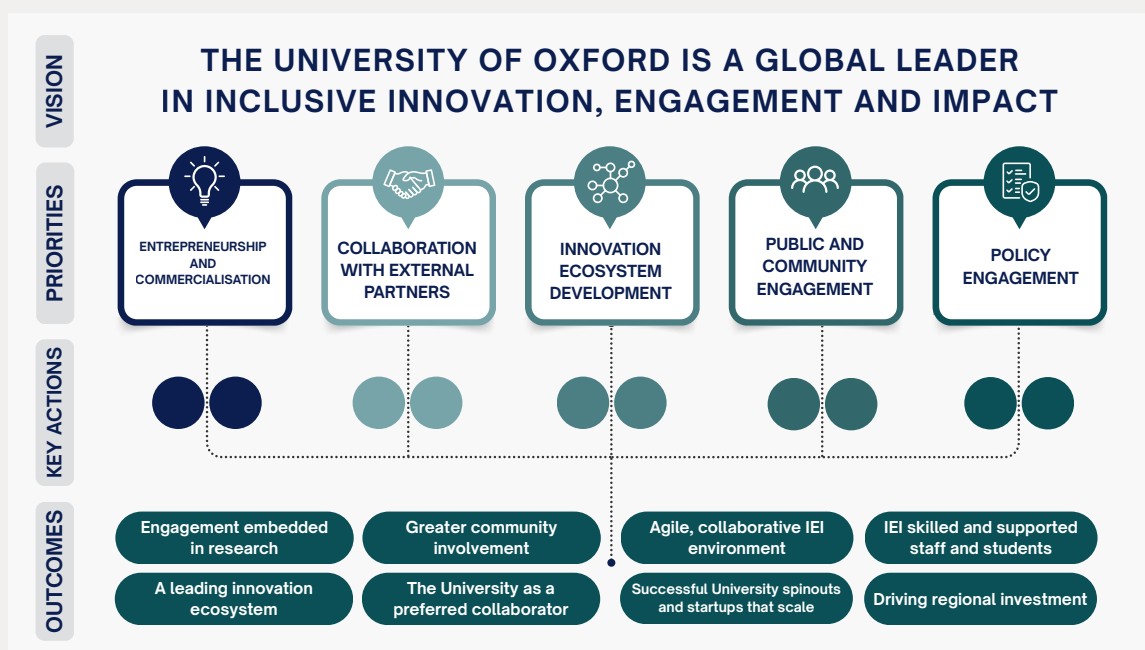 VISION
THE UNIVERSITY OF OXFORD IS A GLOBAL LEADER
IN INCLUSIVE INNOVATION, ENGAGEMENT AND IMPACT
PRIORITIES
ENTREPRENEURSHIP
AND
COMMERCIALISATION
COLLABORATION
WITH EXTERNAL
PARTNERS
INNOVATION
ECOSYSTEM
DEVELOPMENT
PUBLIC AND
COMMUNITY
ENGAGEMENT
POLICY
ENGAGEMENT
KEY ACTIONS
OUTCOMES
Engagement embedded
in research
Greater community
involvement
Agile, collaborative IEI
environment
IEI skilled and supported
staff and students
A leading innovation
ecosystem
The University as a
preferred collaborator
Successful University spinouts
and startups that scale
Driving regional investment